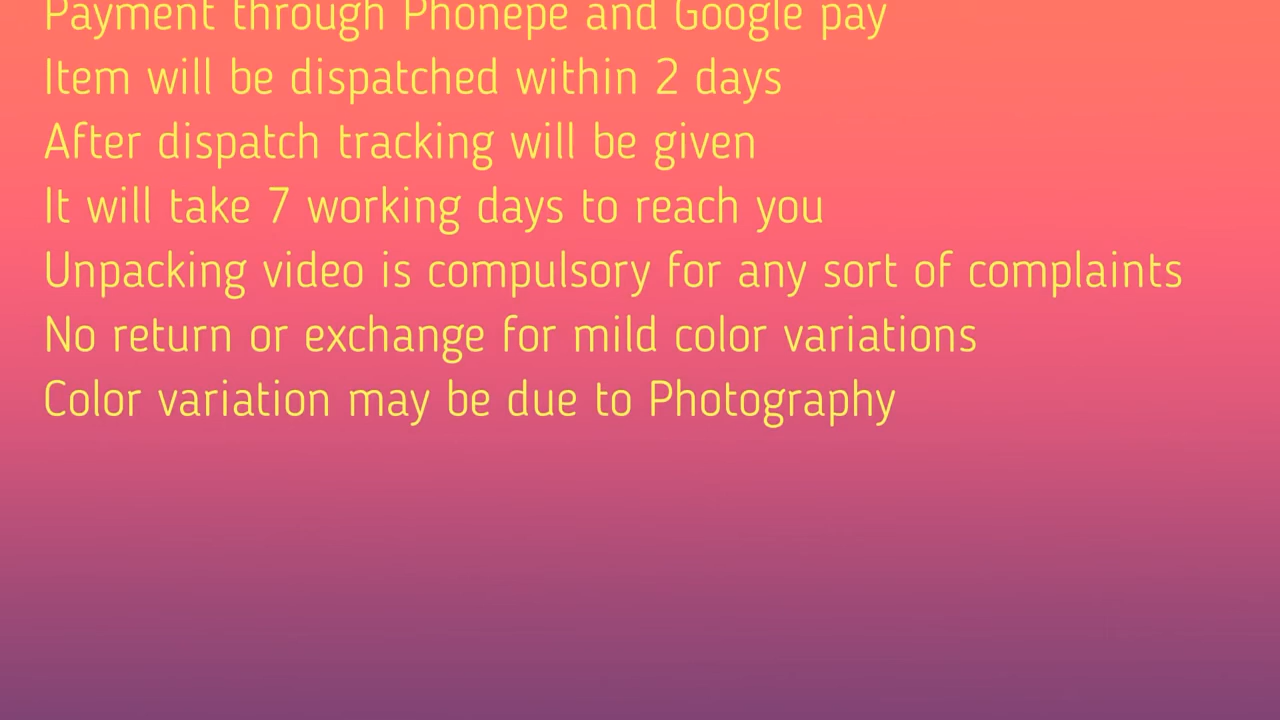 Payment through Phonepe and Google pay
Item will be dispatched within 2 days
After dispatch tracking will be given
It will take 7 working days to reach you
Unpacking video is compulsory for any sort of complaints
No return or exchange for mild color variations
Color variation may be due to Photography